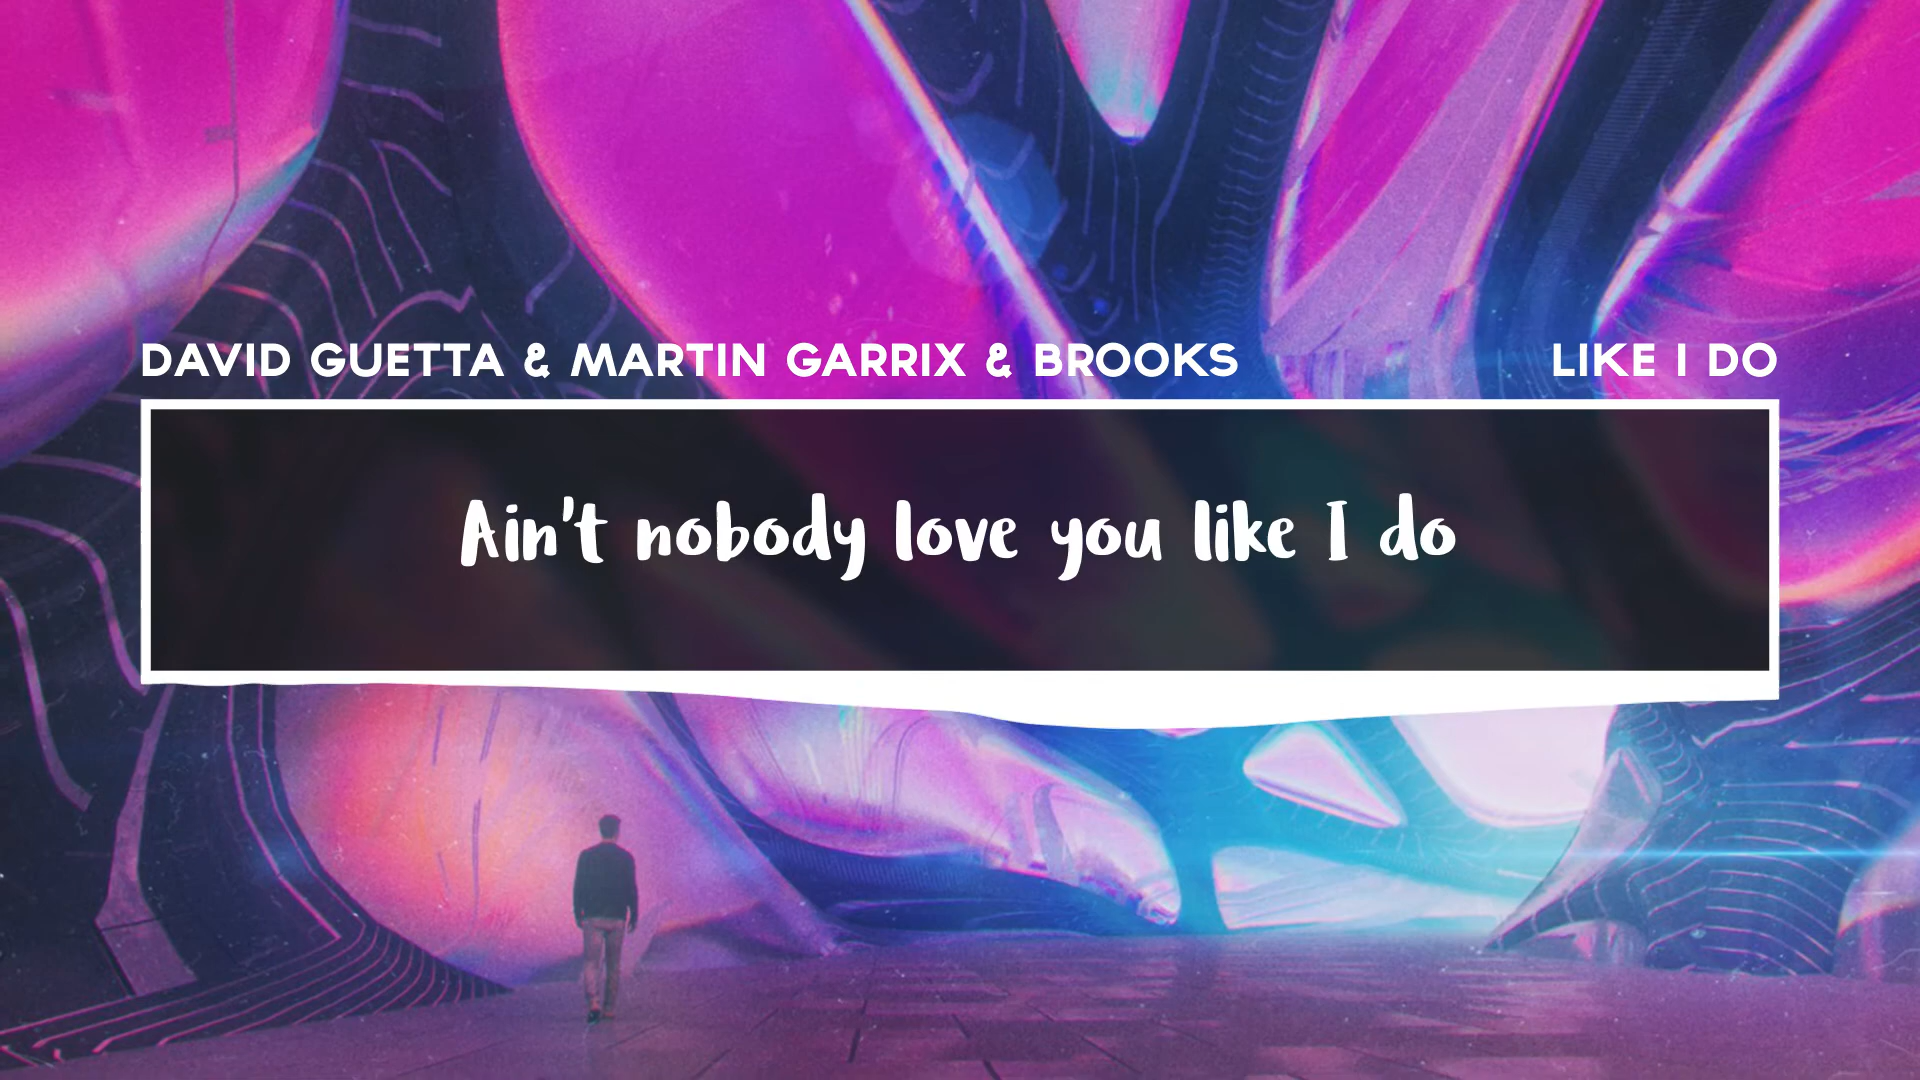 DAVID GUETTA & MARTIN GARRIX & BROOKS LIKE I DO
Ain't nobody love you like I do